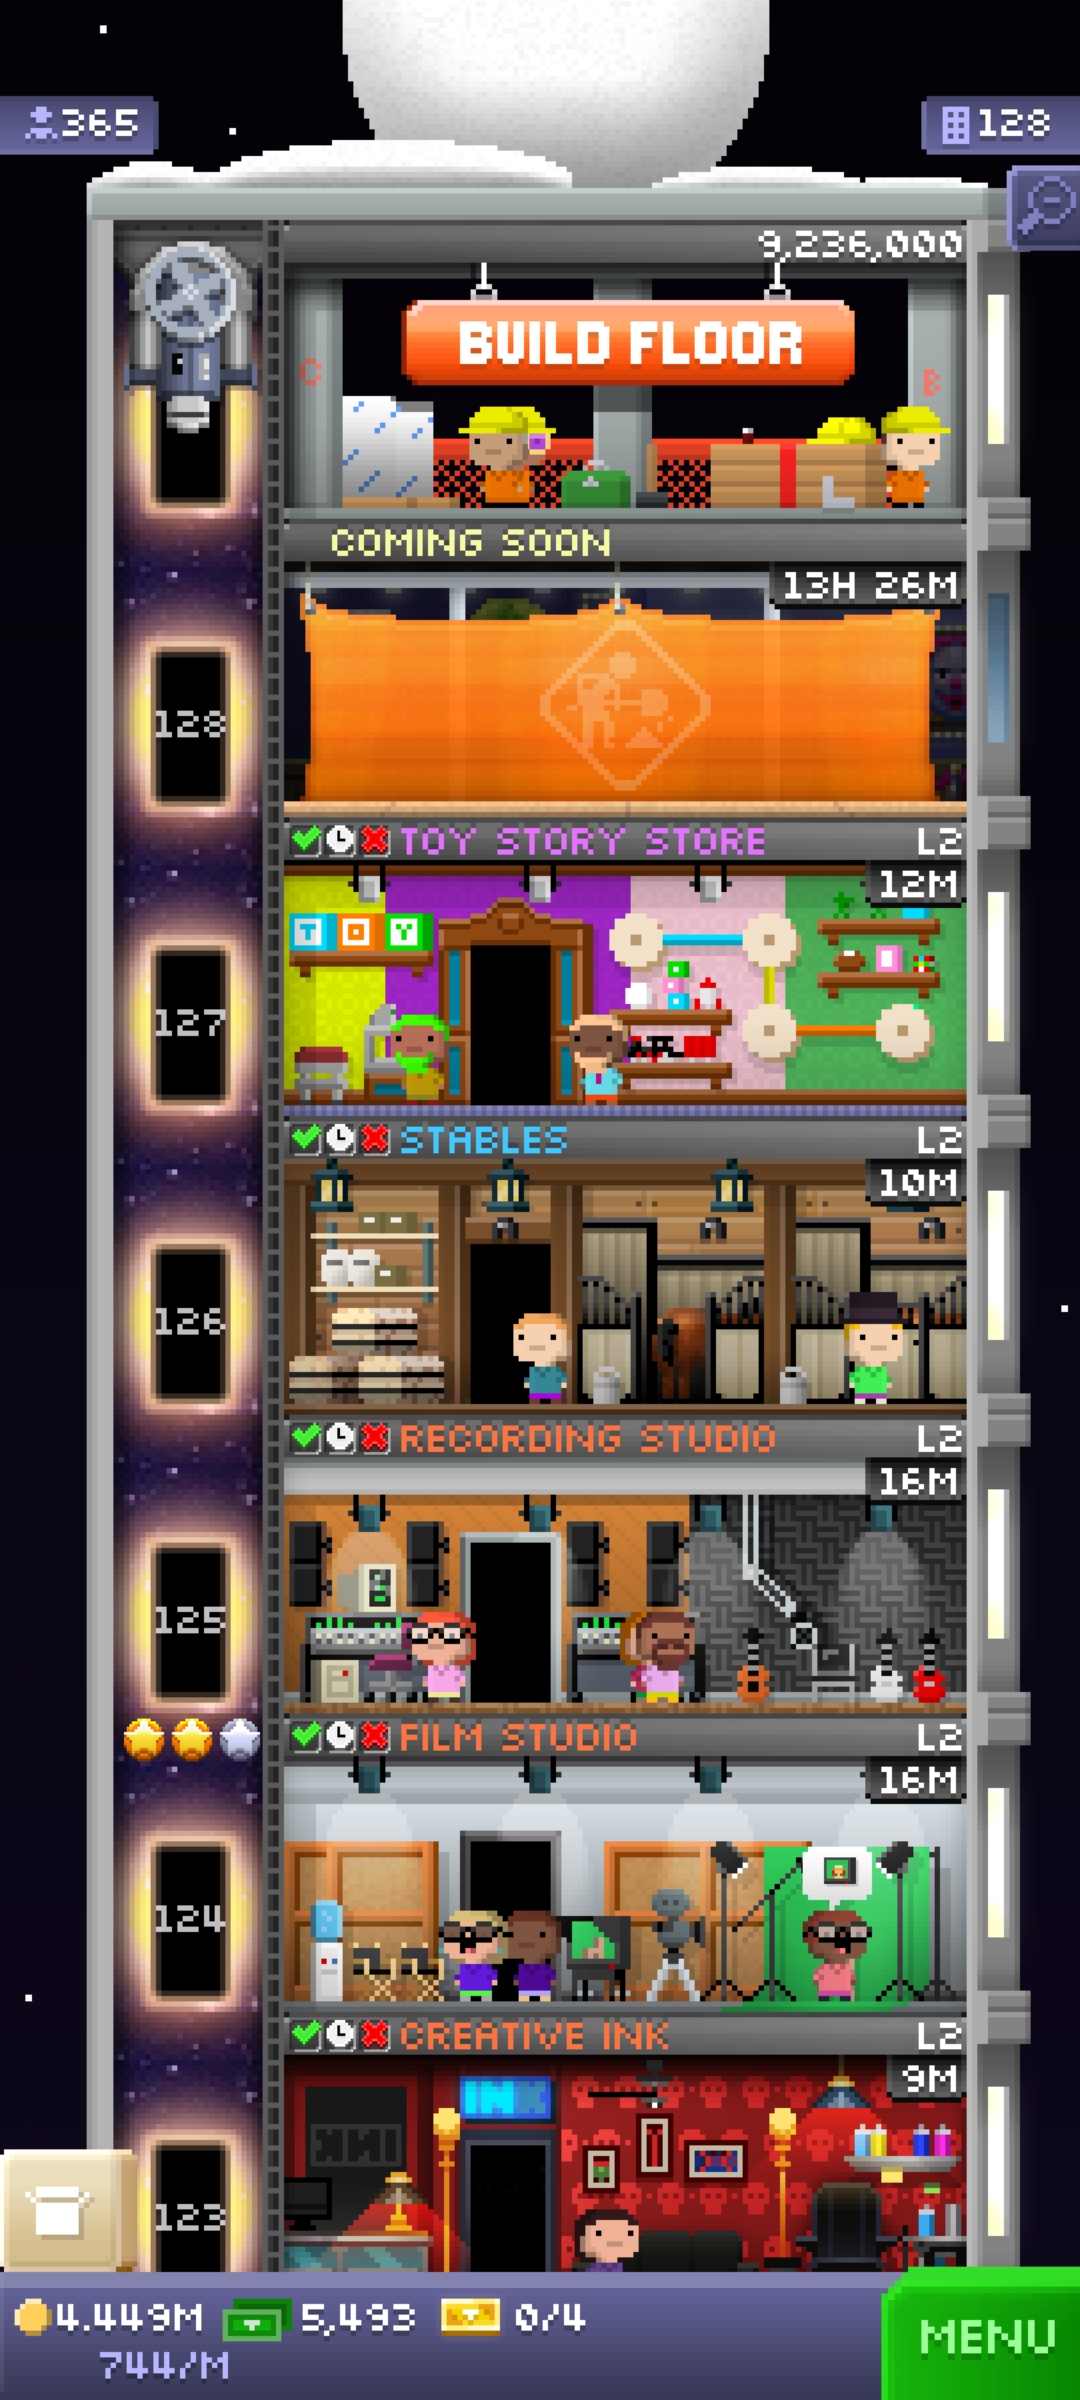 365
128
9,236,000
BUILD FLOOR
C
B
COMING SOON
13H 26M
128
TOY STORY STORE
L2
12M
T O Y
127
STABLES
L2
10M
126
RECORDING STUDIO
L2
16M
125
FILM STUDIO
L2
16M
124
CREATIVE INK
L2
9M
INK
INK
123
4.449M
5,493
0/4
744/M
MENU